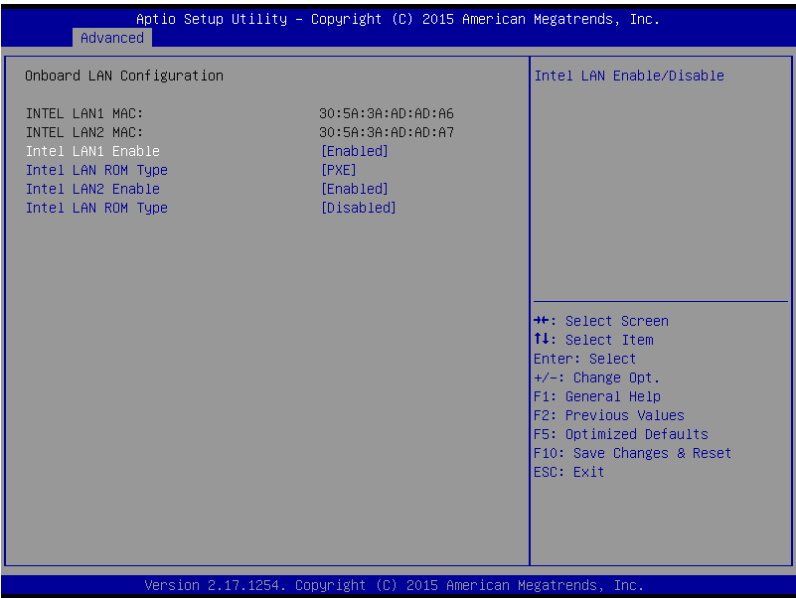 Aptio Setup Utility – Copyright (C) 2015 American Megatrends, Inc.
Advanced
Onboard LAN Configuration
INTEL LAN1 MAC: 30:5A:3A:AD:AD:A6
INTEL LAN2 MAC: 30:5A:3A:AD:AD:A7
Intel LAN1 Enable [Enabled]
Intel LAN ROM Type [PXE]
Intel LAN2 Enable [Enabled]
Intel LAN ROM Type [Disabled]
Intel LAN Enable/Disable
→←: Select Screen
↑↓: Select Item
Enter: Select
+/-: Change Opt.
F1: General Help
F2: Previous Values
F5: Optimized Defaults
F10: Save Changes & Reset
ESC: Exit
Version 2.17.1254. Copyright (C) 2015 American Megatrends, Inc.